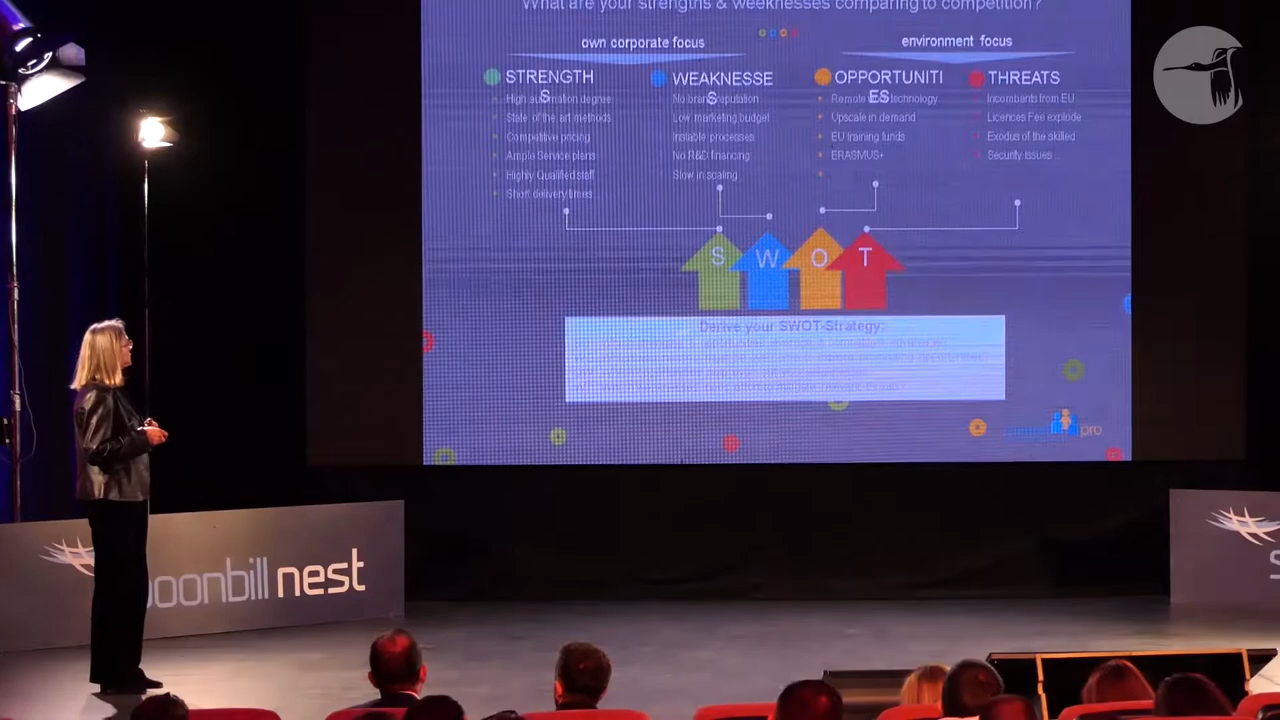 What are your strengths & weaknesses comparing to competition?
own corporate focus
environment focus
STRENGTH
S
High automation degree
State of the art methods
Competitive pricing
Ample Service plans
Highly Qualified staff
Short delivery times
WEAKNESSE
S
No brand reputation
Low marketing budget
Instable processes
No R&D financing
Slow in scaling
OPPORTUNITI
ES
Remote technology
Upscale in demand
EU training funds
ERASMUS+
THREATS
Incombants from EU
Licences Fee explode
Exodus of the skilled
Security issues ...
S W O T
Derive your SWOT-Strategy:
pro
poonbill nest
s